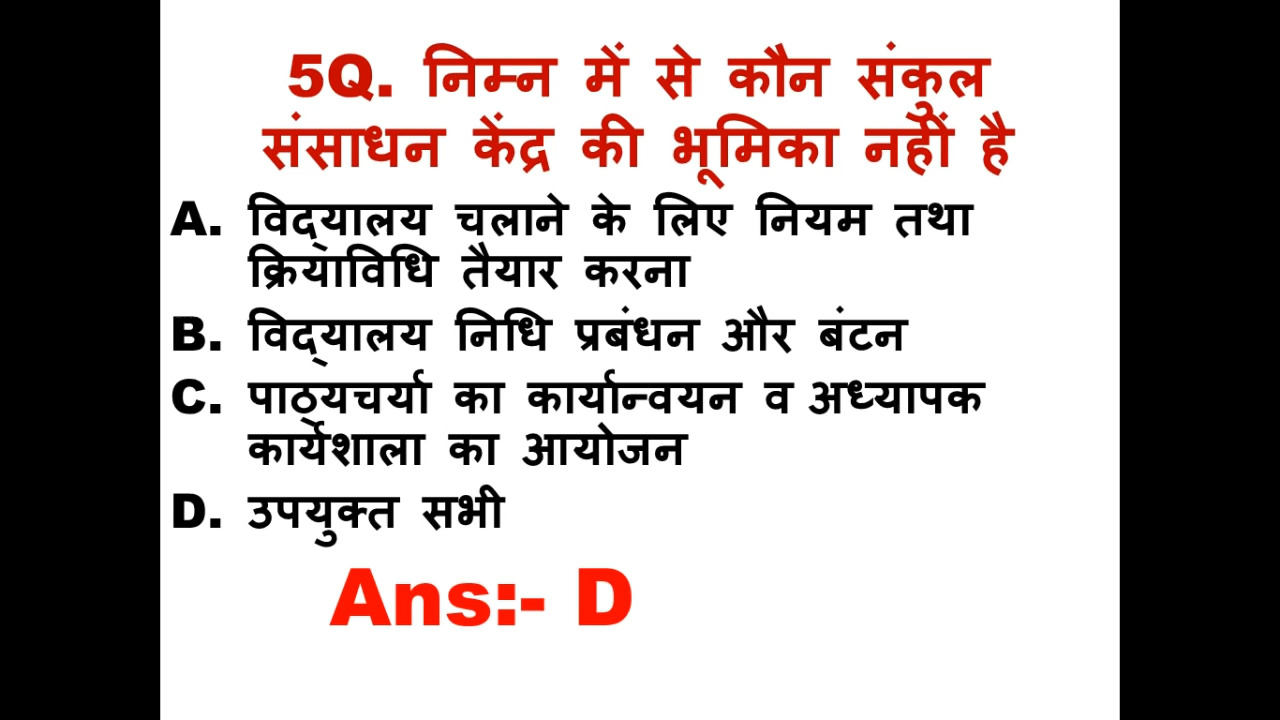 5Q. निम्न में से कौन संकुल
संसाधन केंद्र की भूमिका नहीं है
A. विद्‌यालय चलाने के लिए नियम तथा
क्रियाविधि तैयार करना
B. विद्‌यालय निधि प्रबंधन और बंटन
C. पाठ्यचर्या का कार्यान्वयन व अध्यापक
कार्यशाला का आयोजन
D. उपयुक्त सभी
Ans:- D